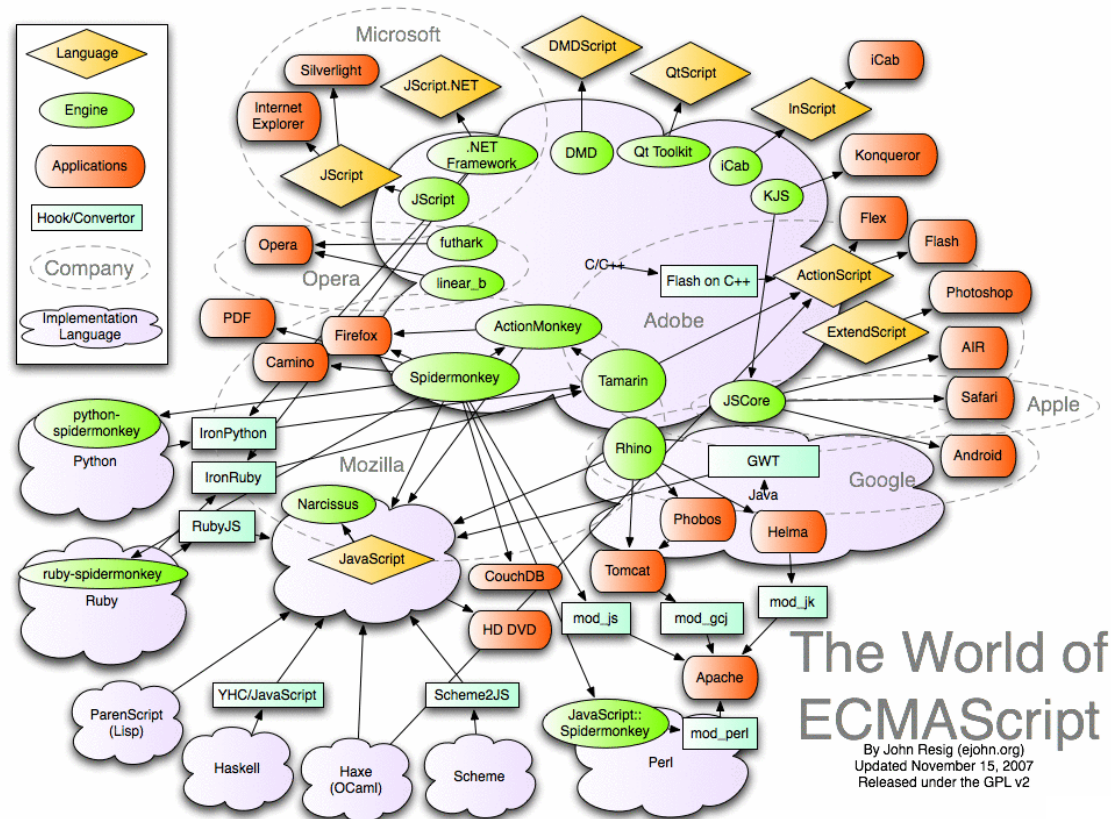 Language
Engine
Applications
Hook/Convertor
Company
Implementation
Language
Microsoft
Silverlight
Internet
Explorer
JScript.NET
JScript
.NET
Framework
JScript
DMDScript
QtScript
iCab
InScript
DMD
Qt Toolkit
iCab
Konqueror
KJS
Flex
Flash
Opera
futhark
Opera
linear_b
C/C++
Flash on C++
ActionScript
Photoshop
PDF
Firefox
ActionMonkey
Adobe
ExtendScript
Camino
Spidermonkey
Tamarin
AIR
JSCore
Safari
Apple
python-
spidermonkey
Python
IronPython
Mozilla
Rhino
GWT
Android
Google
IronRuby
Java
Narcissus
RubyJS
Phobos
Helma
JavaScript
ruby-spidermonkey
Ruby
CouchDB
Tomcat
HD DVD
mod_js
mod_gcj
mod_jk
Apache
ParenScript
(Lisp)
YHC/JavaScript
Scheme2JS
Haskell
Haxe
(OCaml)
Scheme
JavaScript::
Spidermonkey
mod_perl
Perl
The World of
ECMAScript
By John Resig (ejohn.org)
Updated November 15, 2007
Released under the GPL v2